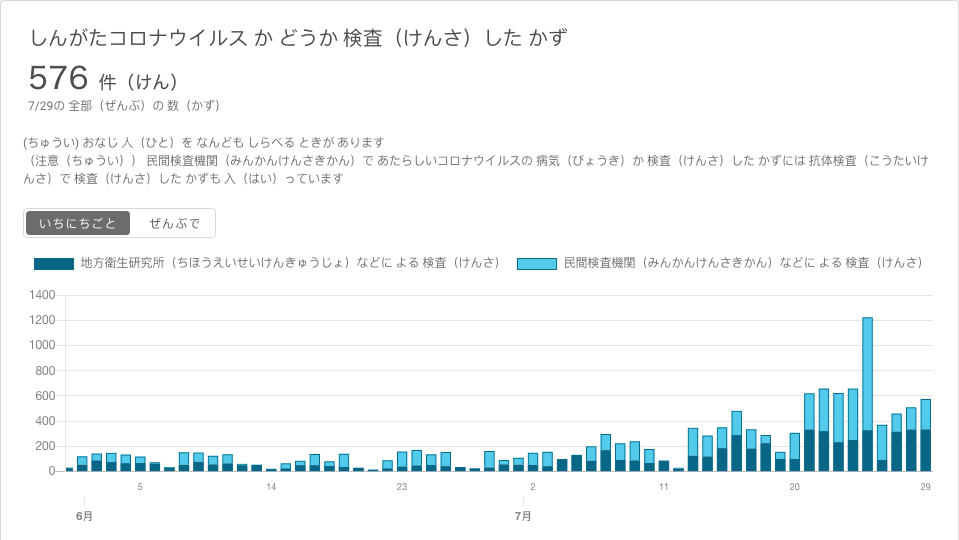 しんがたコロナウイルス か どうか 検査（けんさ）した かず
576 件（けん）
7/29の 全部（ぜんぶ）の 数（かず）
(ちゅうい) おなじ 人（ひと）を なんども しらべる ときが あります
（注意（ちゅうい）） 民間検査機関（みんかんけんさきかん）で あたらしいコロナウイルスの 病気（びょうき）か 検査（けんさ）した かずには 抗体検査（こうたいけ
んさ）で 検査（けんさ）した かずも 入（はい）っています
いちにちごと ぜんぶで
地方衛生研究所（ちほうえいせいけんきゅうじょ）などに よる 検査（けんさ） 民間検査機関（みんかんけんさきかん）などに よる 検査（けんさ）
1400
1200
1000
800
600
400
200
0
5 14 23 2 11 20 29
6月 7月